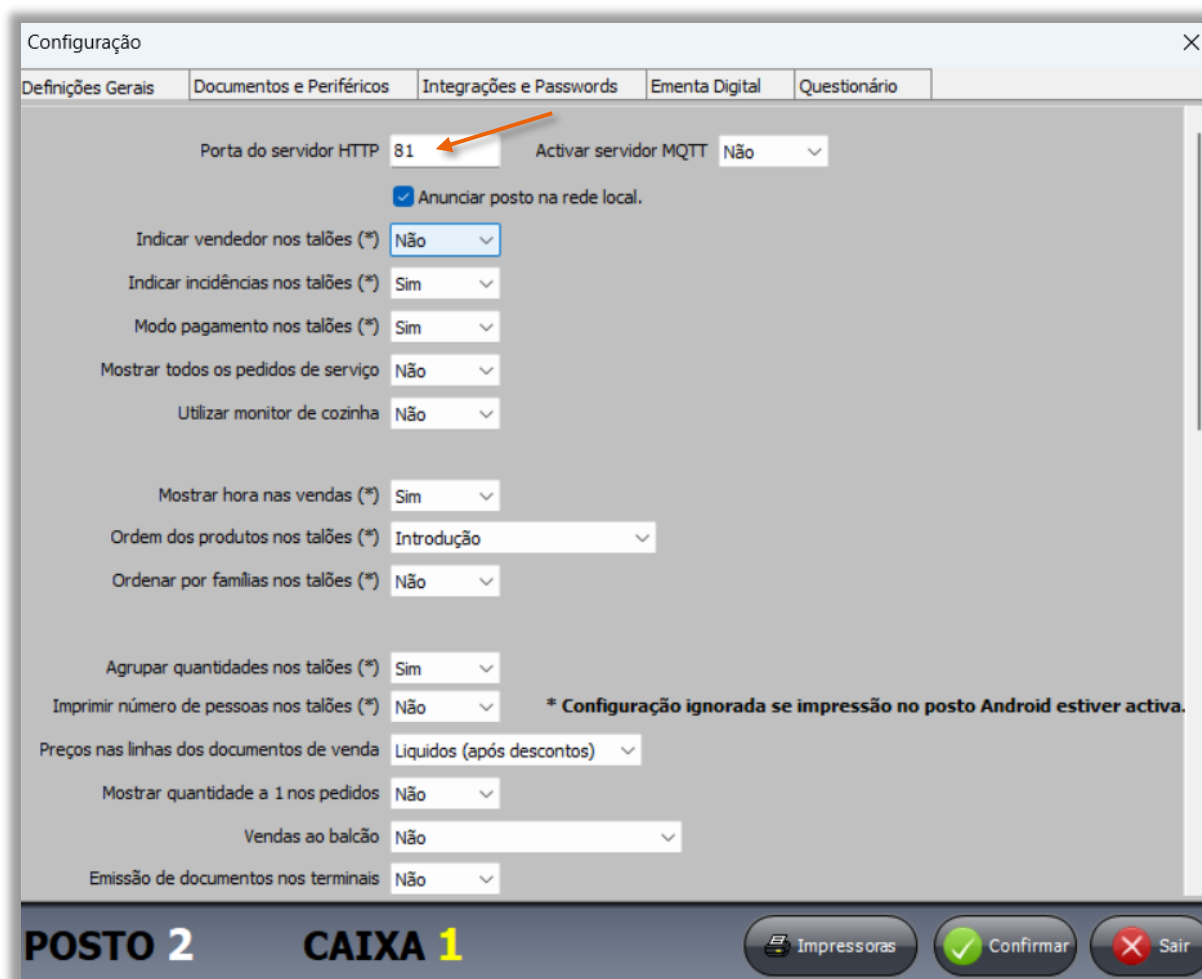 Configuração
Definições Gerais Documentos e Periféricos Integrações e Passwords Ementa Digital Questionário
Porta do servidor HTTP 81 Activar servidor MQTT Não
Anunciar posto na rede local.
Indicar vendedor nos talões (*) Não
Indicar incidências nos talões (*) Sim
Modo pagamento nos talões (*) Sim
Mostrar todos os pedidos de serviço Não
Utilizar monitor de cozinha Não
Mostrar hora nas vendas (*) Sim
Ordem dos produtos nos talões (*) Introdução
Ordenar por famílias nos talões (*) Não
Agrupar quantidades nos talões (*) Sim
Imprimir número de pessoas nos talões (*) Não * Configuração ignorada se impressão no posto Android estiver activa.
Preços nas linhas dos documentos de venda Liquidos (após descontos)
Mostrar quantidade a 1 nos pedidos Não
Vendas ao balcão Não
Emissão de documentos nos terminais Não
POSTO 2 CAIXA 1 Impressoras Confirmar Sair